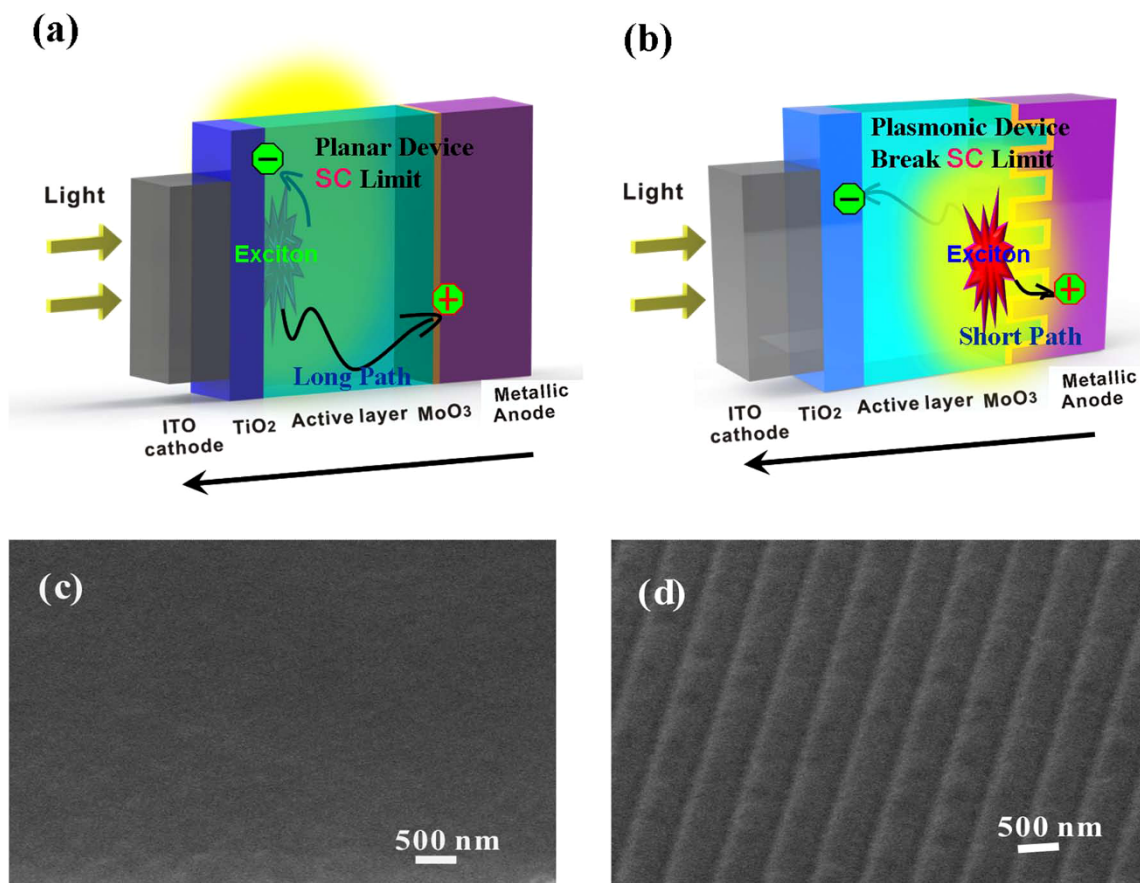 (a)
Planar Device
SC Limit
Light
Exciton
−
+
Long Path
ITO
cathode
TiO2
Active layer
MoO3
Metallic
Anode
(b)
Plasmonic Device
Break SC Limit
Light
−
Exciton
+
Short Path
ITO
cathode
TiO2
Active layer
MoO3
Metallic
Anode
(c)
500 nm
(d)
500 nm